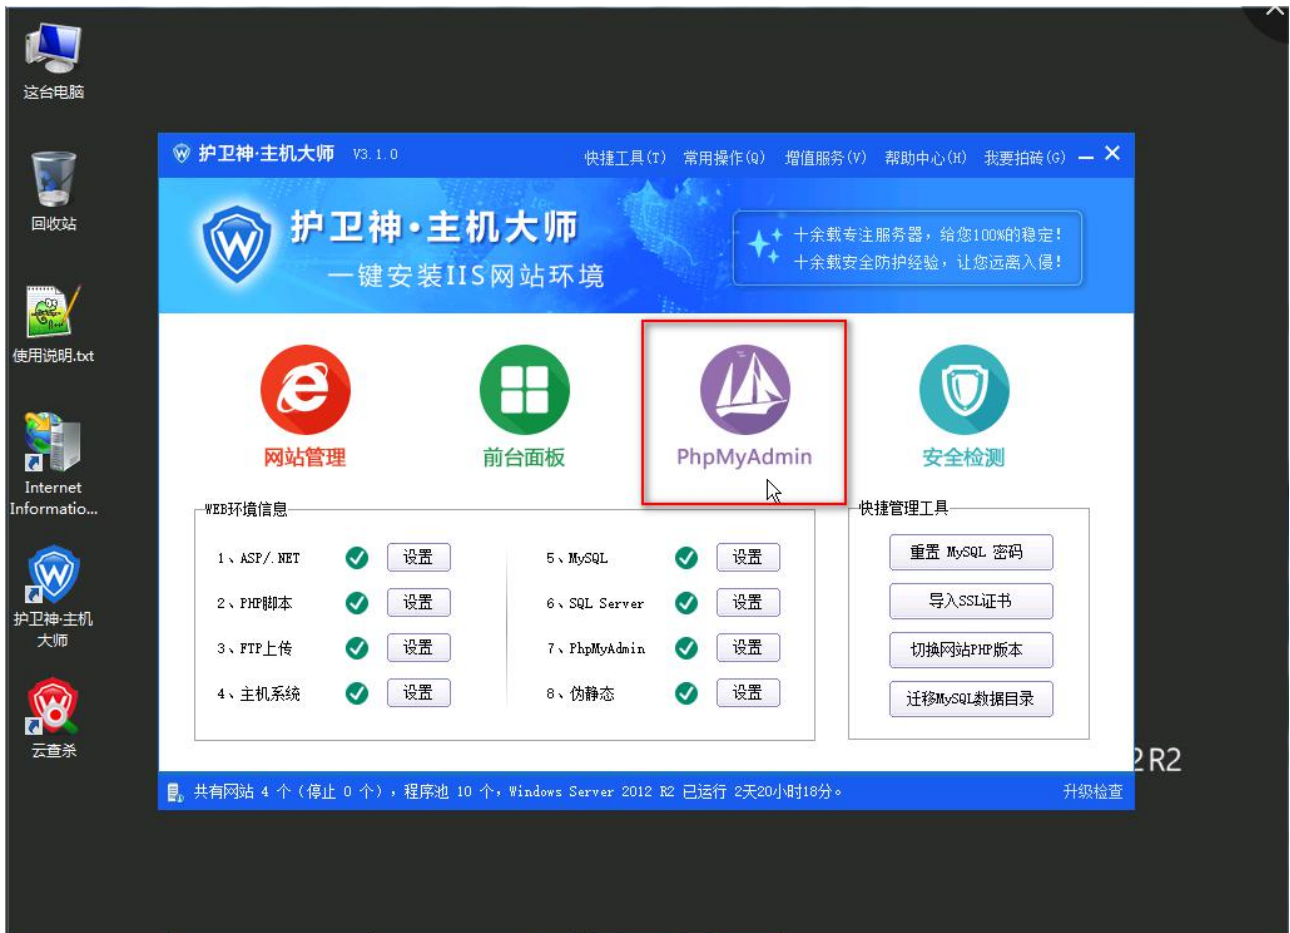 这台电脑
回收站
使用说明.txt
Internet
Informatio...
护卫神·主机
大师
云查杀
护卫神·主机大师 V3.1.0
快捷工具(T) 常用操作(Q) 增值服务(V) 帮助中心(H) 我要拍砖(G)
护卫神·主机大师
一键安装IIS网站环境
十余载专注服务器，给您100%的稳定！
十余载安全防护经验，让您远离入侵！
网站管理
前台面板
PhpMyAdmin
安全检测
WEB环境信息
1、ASP/.NET 设置
2、PHP脚本 设置
3、FTP上传 设置
4、主机系统 设置
5、MySQL 设置
6、SQL Server 设置
7、PhpMyAdmin 设置
8、伪静态 设置
快捷管理工具
重置 MySQL 密码
导入SSL证书
切换网站PHP版本
迁移MySQL数据目录
2 R2
共有网站 4 个（停止 0 个），程序池 10 个，Windows Server 2012 R2 已运行 2天20小时18分。
升级检查